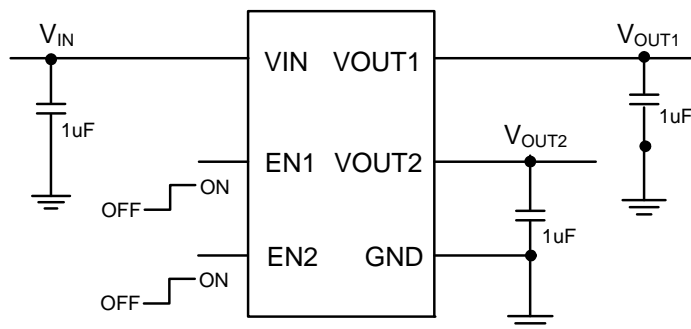 VIN
VOUT1
VIN VOUT1
1uF
1uF
VOUT2
EN1 VOUT2
ON
OFF
1uF
EN2 GND
ON
OFF